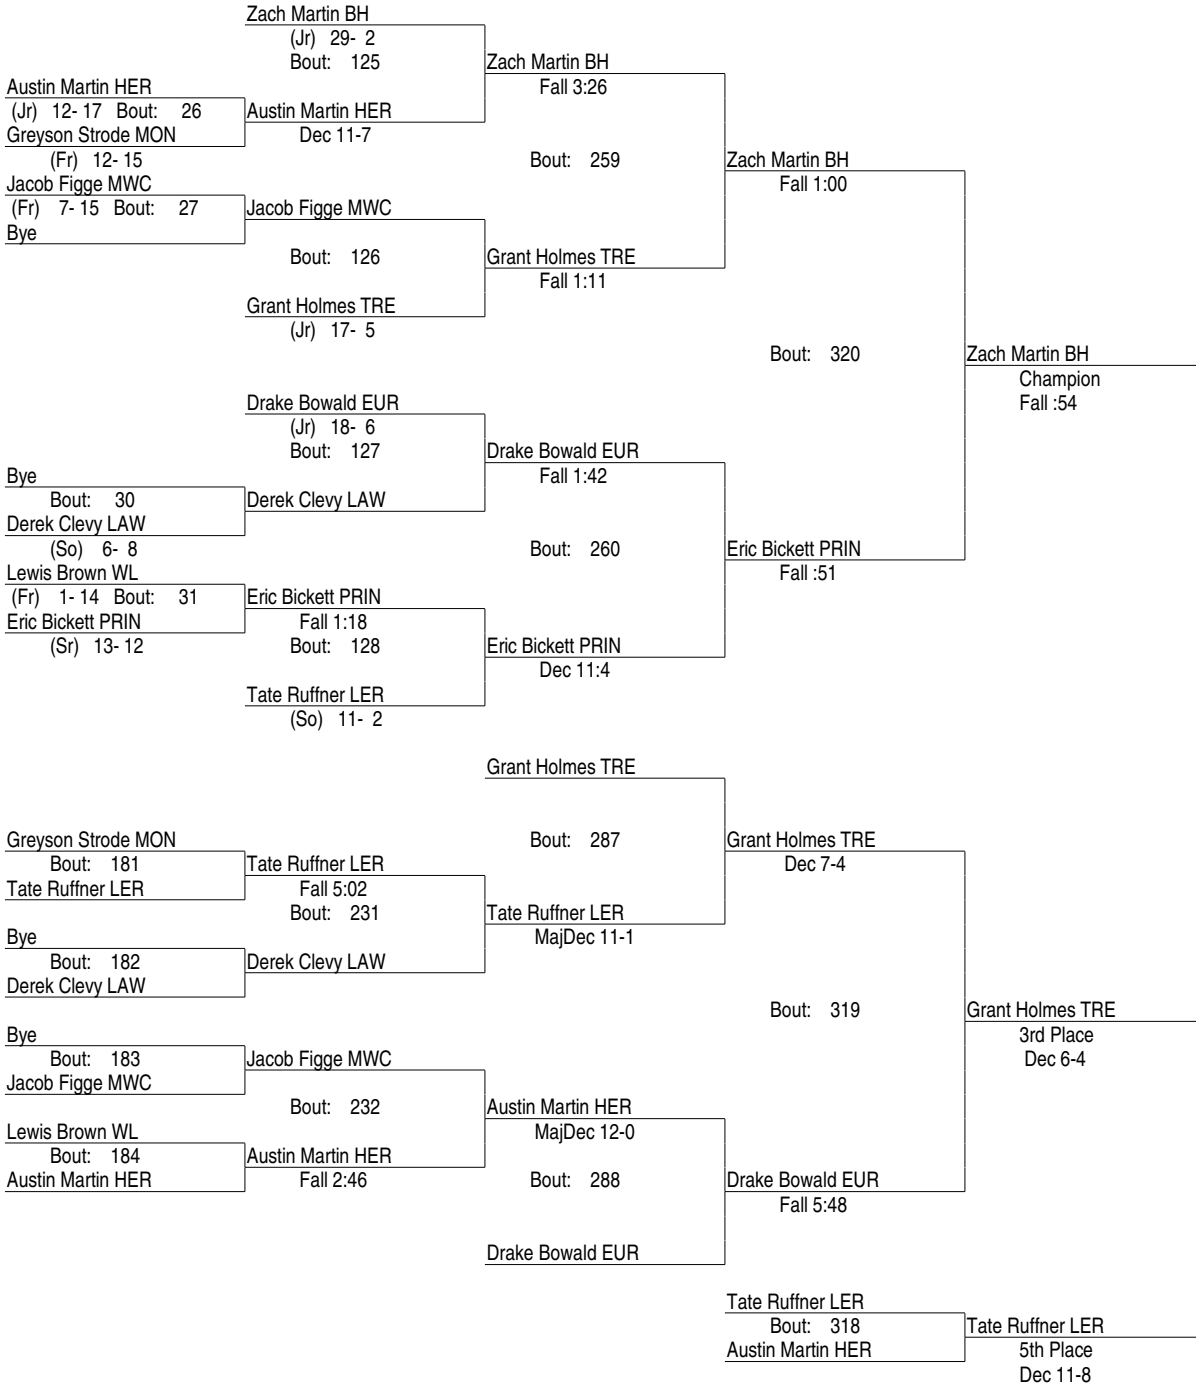 Zach Martin BH
(Jr) 29- 2
Bout: 125
Zach Martin BH
Austin Martin HER
Fall 3:26
(Jr) 12- 17 Bout: 26
Austin Martin HER
Greyson Strode MON
Dec 11-7
(Fr) 12- 15
Bout: 259
Zach Martin BH
Jacob Figge MWC
Fall 1:00
(Fr) 7- 15 Bout: 27
Jacob Figge MWC
Bye
Bout: 126
Grant Holmes TRE
Fall 1:11
Grant Holmes TRE
(Jr) 17- 5
Bout: 320
Zach Martin BH
Champion
Drake Bowald EUR
Fall :54
(Jr) 18- 6
Bout: 127
Drake Bowald EUR
Bye
Fall 1:42
Bout: 30
Derek Clevy LAW
Derek Clevy LAW
(So) 6- 8
Bout: 260
Eric Bickett PRIN
Lewis Brown WL
Fall :51
(Fr) 1- 14 Bout: 31
Eric Bickett PRIN
Eric Bickett PRIN
Fall 1:18
(Sr) 13- 12
Bout: 128
Eric Bickett PRIN
Dec 11:4
Tate Ruffner LER
(So) 11- 2
Grant Holmes TRE
Greyson Strode MON
Bout: 287
Grant Holmes TRE
Bout: 181
Tate Ruffner LER
Dec 7-4
Tate Ruffner LER
Fall 5:02
Bout: 231
Tate Ruffner LER
Bye
MajDec 11-1
Bout: 182
Derek Clevy LAW
Derek Clevy LAW
Bout: 319
Grant Holmes TRE
Bye
3rd Place
Bout: 183
Jacob Figge MWC
Dec 6-4
Jacob Figge MWC
Bout: 232
Austin Martin HER
Lewis Brown WL
MajDec 12-0
Bout: 184
Austin Martin HER
Austin Martin HER
Fall 2:46
Bout: 288
Drake Bowald EUR
Fall 5:48
Drake Bowald EUR
Tate Ruffner LER
Bout: 318
Tate Ruffner LER
Austin Martin HER
5th Place
Dec 11-8